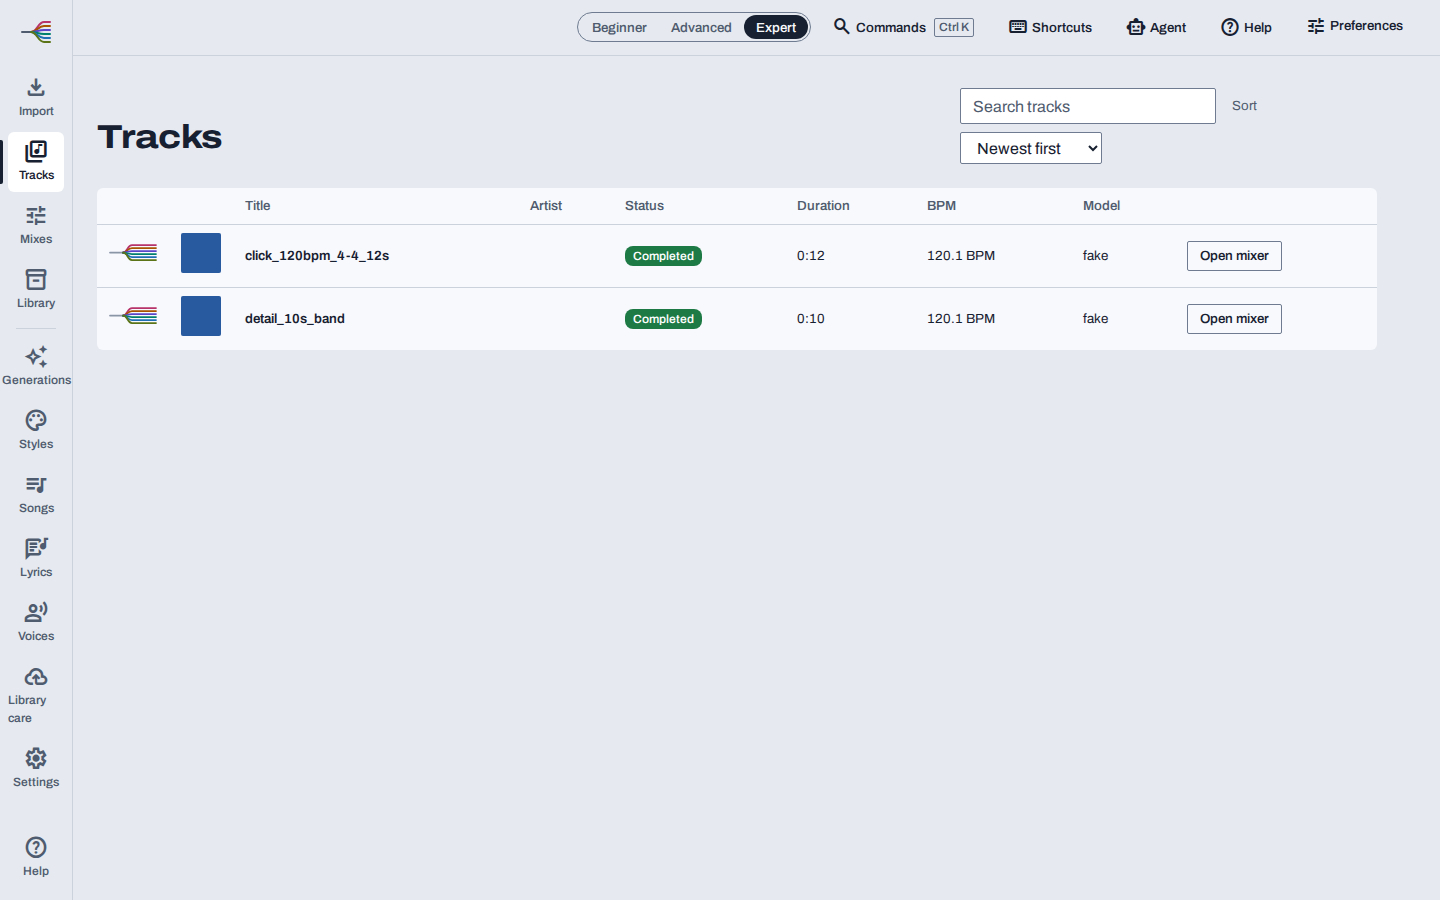 Beginner Advanced Expert Commands Ctrl K Shortcuts Agent Help Preferences
Import
Tracks
Mixes
Library
Generations
Styles
Songs
Lyrics
Voices
Library
care
Settings
Help
Tracks
Search tracks Sort
Newest first
Title Artist Status Duration BPM Model
click_120bpm_4-4_12s Completed 0:12 120.1 BPM fake Open mixer
detail_10s_band Completed 0:10 120.1 BPM fake Open mixer